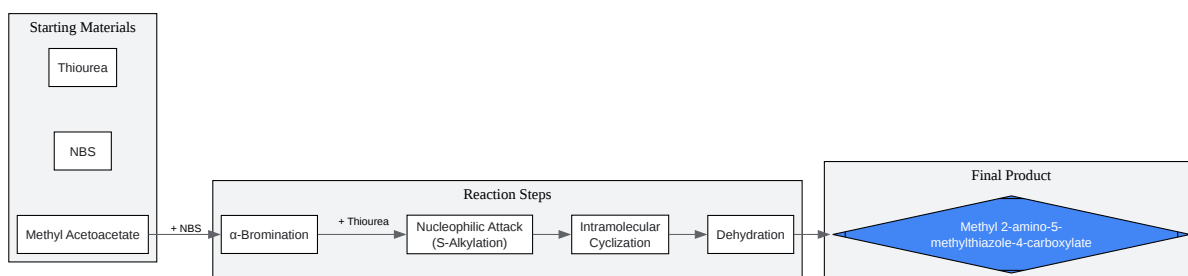 Starting Materials
Thiourea
NBS
Methyl Acetoacetate
+ NBS
Reaction Steps
α-Bromination
+ Thiourea
Nucleophilic Attack
(S-Alkylation)
Intramolecular
Cyclization
Dehydration
Final Product
Methyl 2-amino-5-
methylthiazole-4-carboxylate